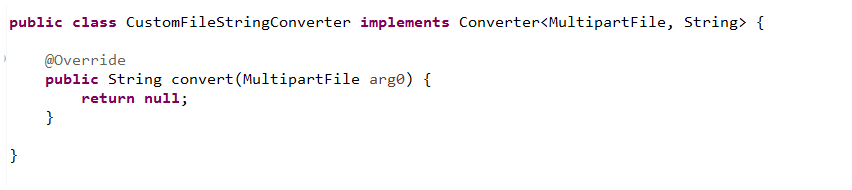 public class CustomFileStringConverter implements Converter<MultipartFile, String> {
@Override
public String convert(MultipartFile arg0) {
return null;
}
}